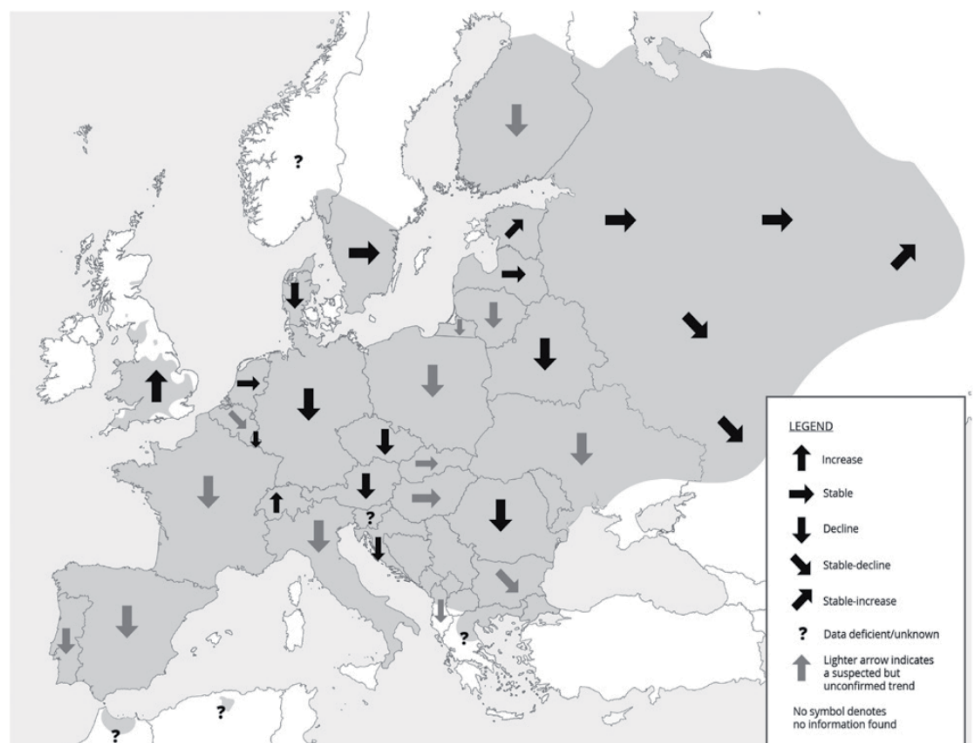 ?
?
?
?
?
LEGEND
Increase
Stable
Decline
Stable-decline
Stable-increase
? Data deficient/unknown
Lighter arrow indicates
a suspected but
unconfirmed trend
No symbol denotes
no information found